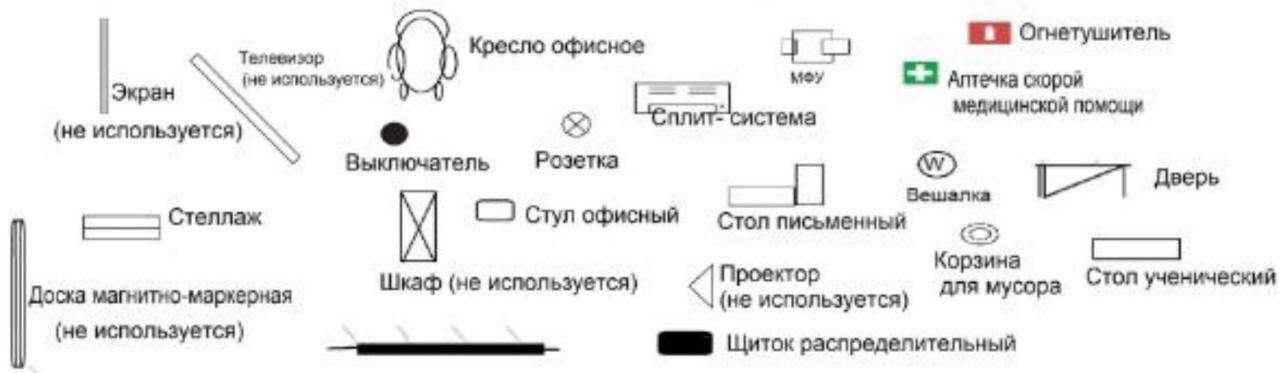 Экран
(не используется)
Телевизор
(не используется)
Кресло офисное
МФУ
Огнетушитель
Аптечка скорой
медицинской помощи
Сплит- система
Выключатель
Розетка
W
Вешалка
Дверь
Стеллаж
Стул офисный
Стол письменный
Шкаф (не используется)
Проектор
(не используется)
Корзина
для мусора
Стол ученический
Доска магнитно-маркерная
(не используется)
Щиток распределительный